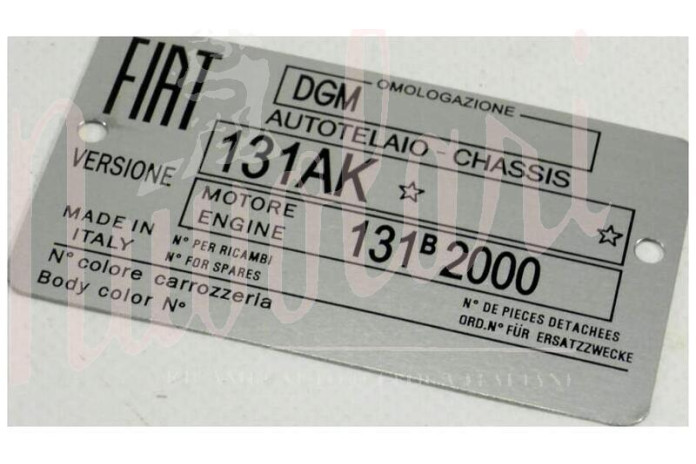 FIAT
OMOLOGAZIONE
DGM
AUTOTELAIO - CHASSIS
VERSIONE
131AK ☆ ☆
MOTORE
ENGINE
131B 2000
MADE IN
ITALY
N° PER RICAMBI
N° FOR SPARES
N° DE PIECES DETACHEES
ORD.N° FÜR ERSATZZWECKE
N° colore carrozzeria
Body color N°
nuvolari